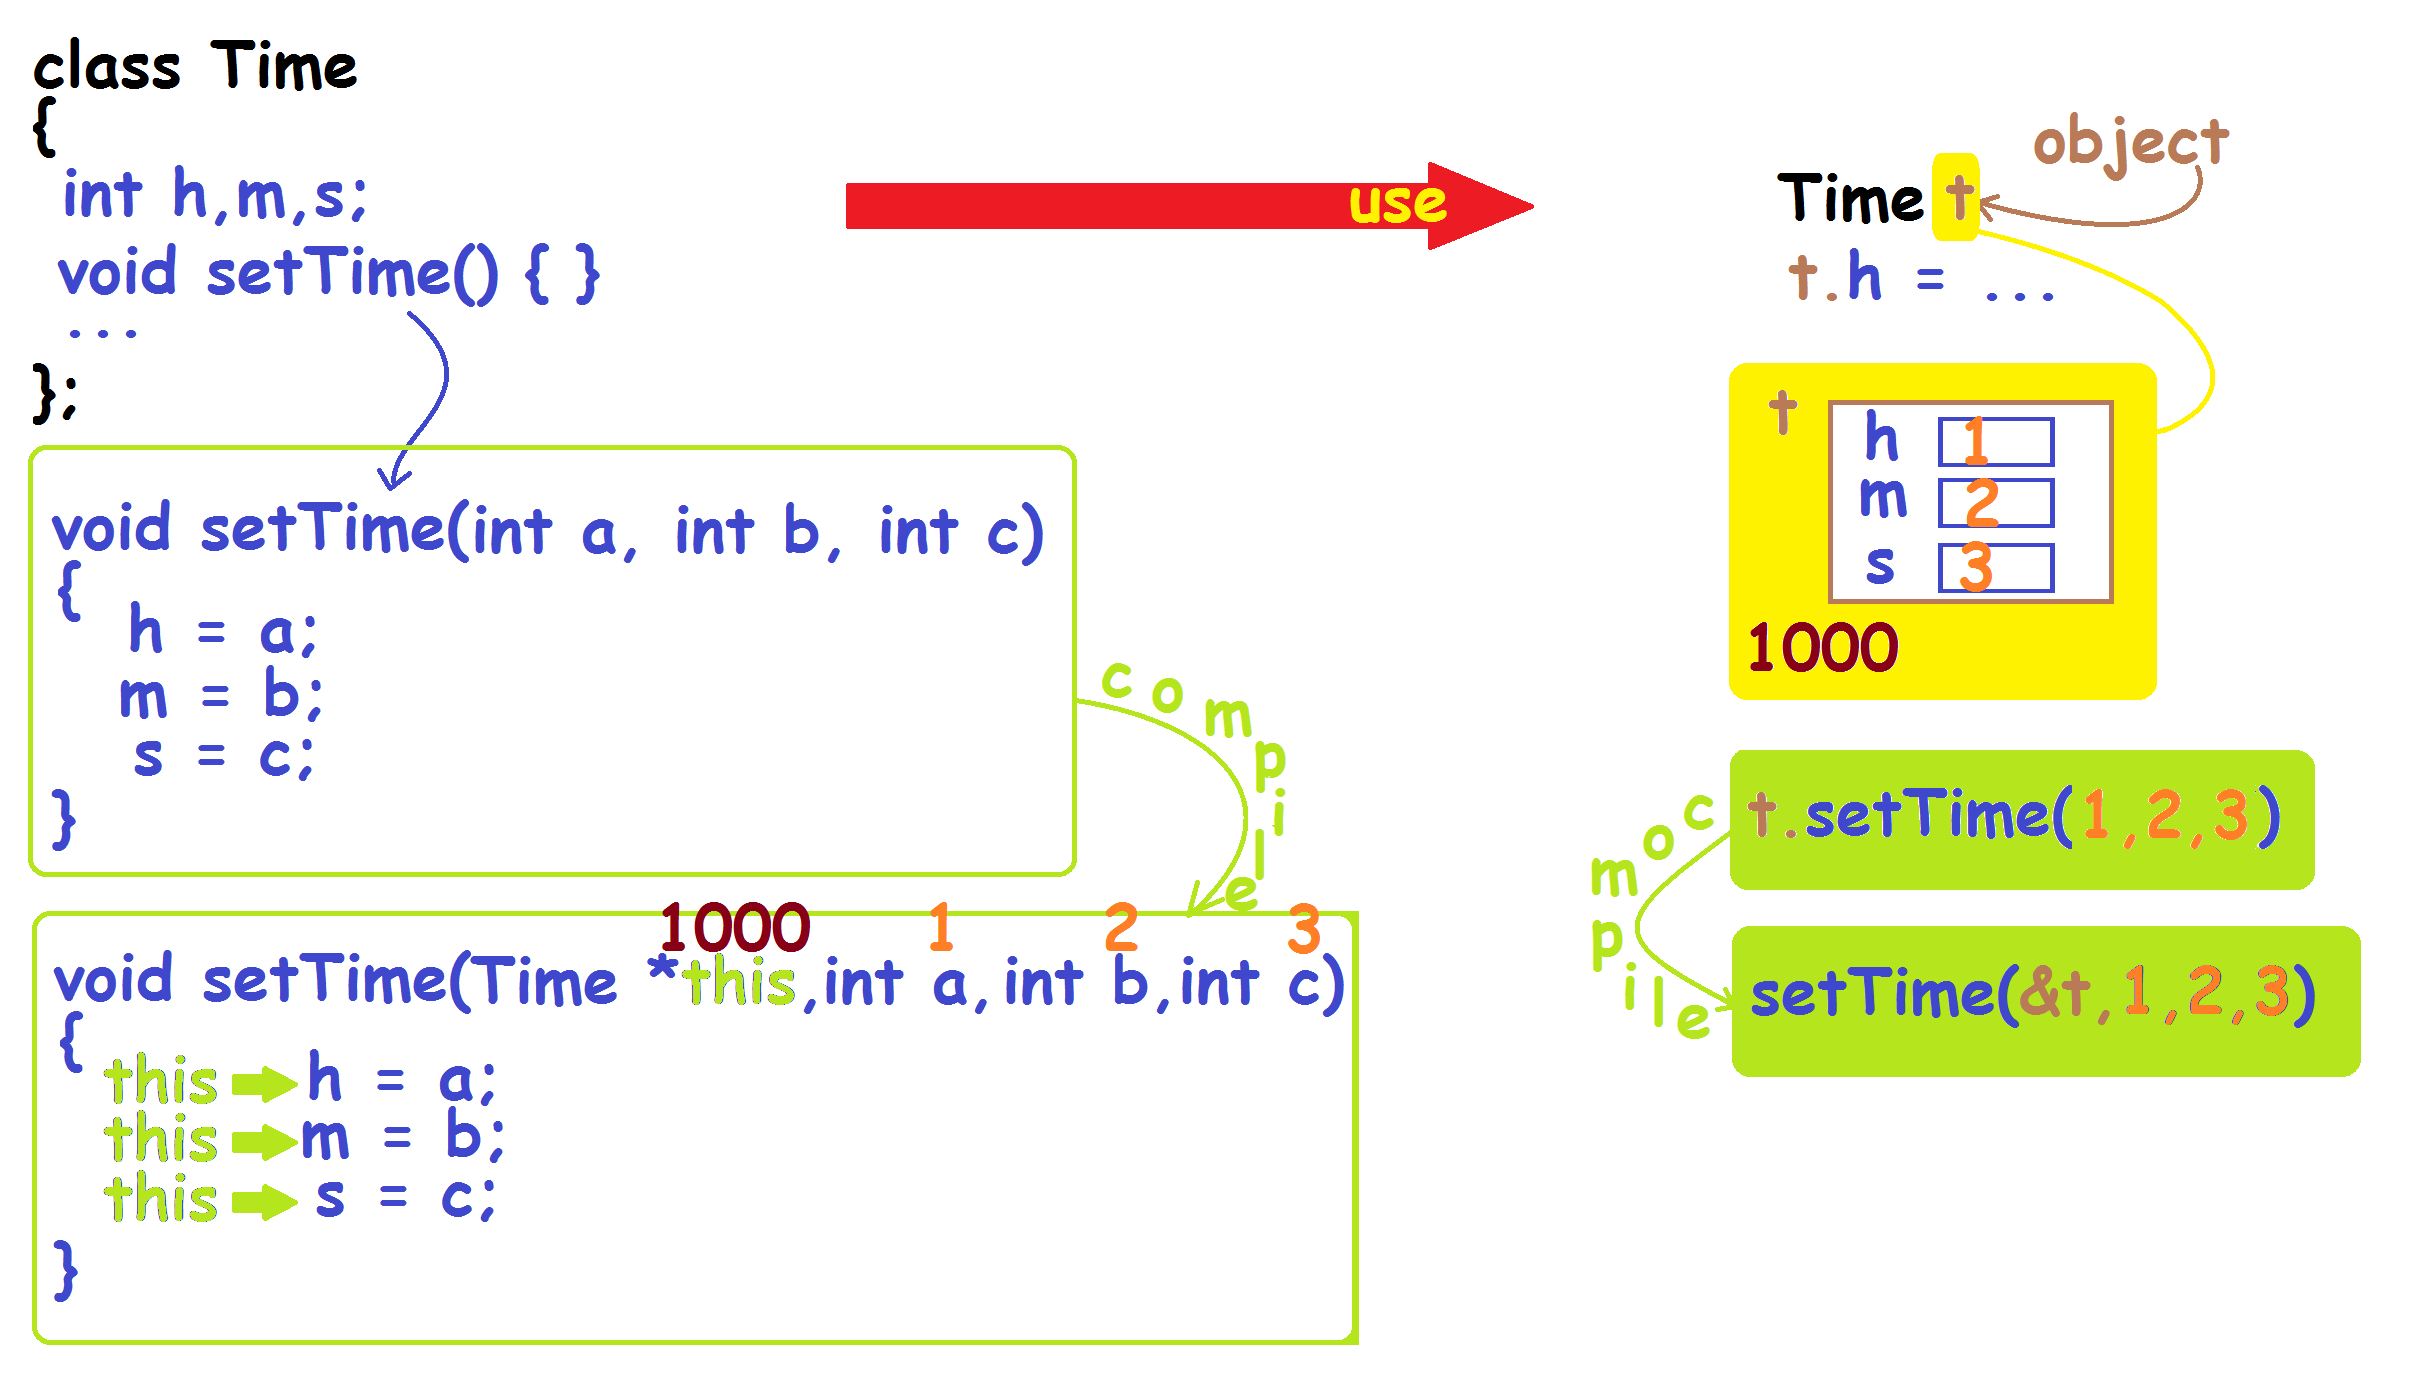 class Time
{
int h,m,s;
void setTime() { }
...
};
void setTime(int a, int b, int c)
{
h = a;
m = b;
s = c;
}
compile
1000 1 2 3
void setTime(Time *this,int a,int b,int c)
{
this h = a;
this m = b;
this s = c;
}
use
object
Time t
t.h = ...
t
h 1
m 2
s 3
1000
t.setTime(1,2,3)
compile
setTime(&t,1,2,3)